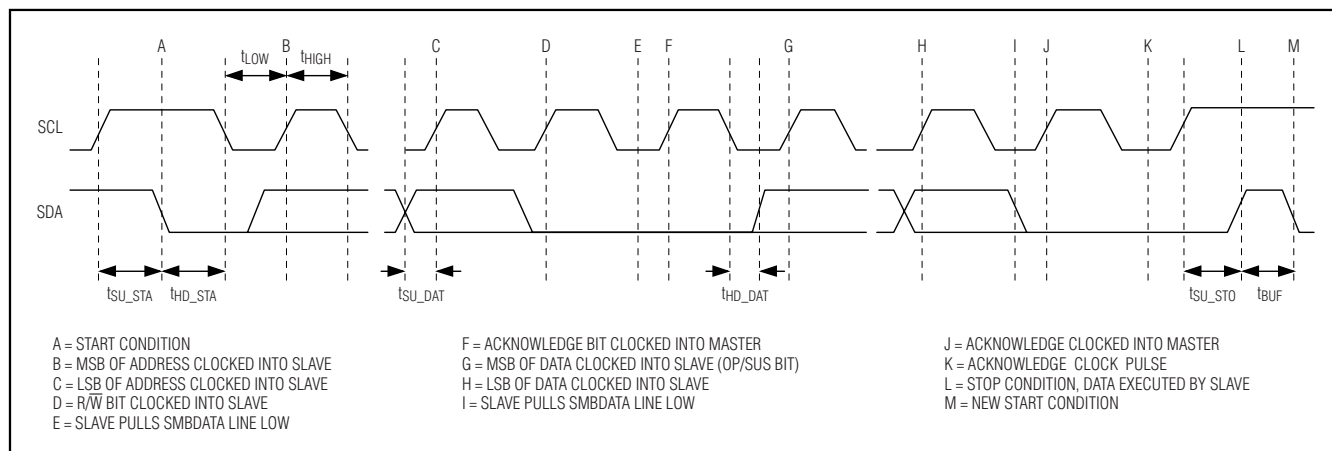 A B C D E F G H I J K L M
tLOW tHIGH
SCL
SDA
tSU_STA tHD_STA tSU_DAT tHD_DAT tSU_STO tBUF
A = START CONDITION
B = MSB OF ADDRESS CLOCKED INTO SLAVE
C = LSB OF ADDRESS CLOCKED INTO SLAVE
D = R/W̅ BIT CLOCKED INTO SLAVE
E = SLAVE PULLS SMBDATA LINE LOW
F = ACKNOWLEDGE BIT CLOCKED INTO MASTER
G = MSB OF DATA CLOCKED INTO SLAVE (OP/SUS BIT)
H = LSB OF DATA CLOCKED INTO SLAVE
I = SLAVE PULLS SMBDATA LINE LOW
J = ACKNOWLEDGE CLOCKED INTO MASTER
K = ACKNOWLEDGE CLOCK PULSE
L = STOP CONDITION, DATA EXECUTED BY SLAVE
M = NEW START CONDITION